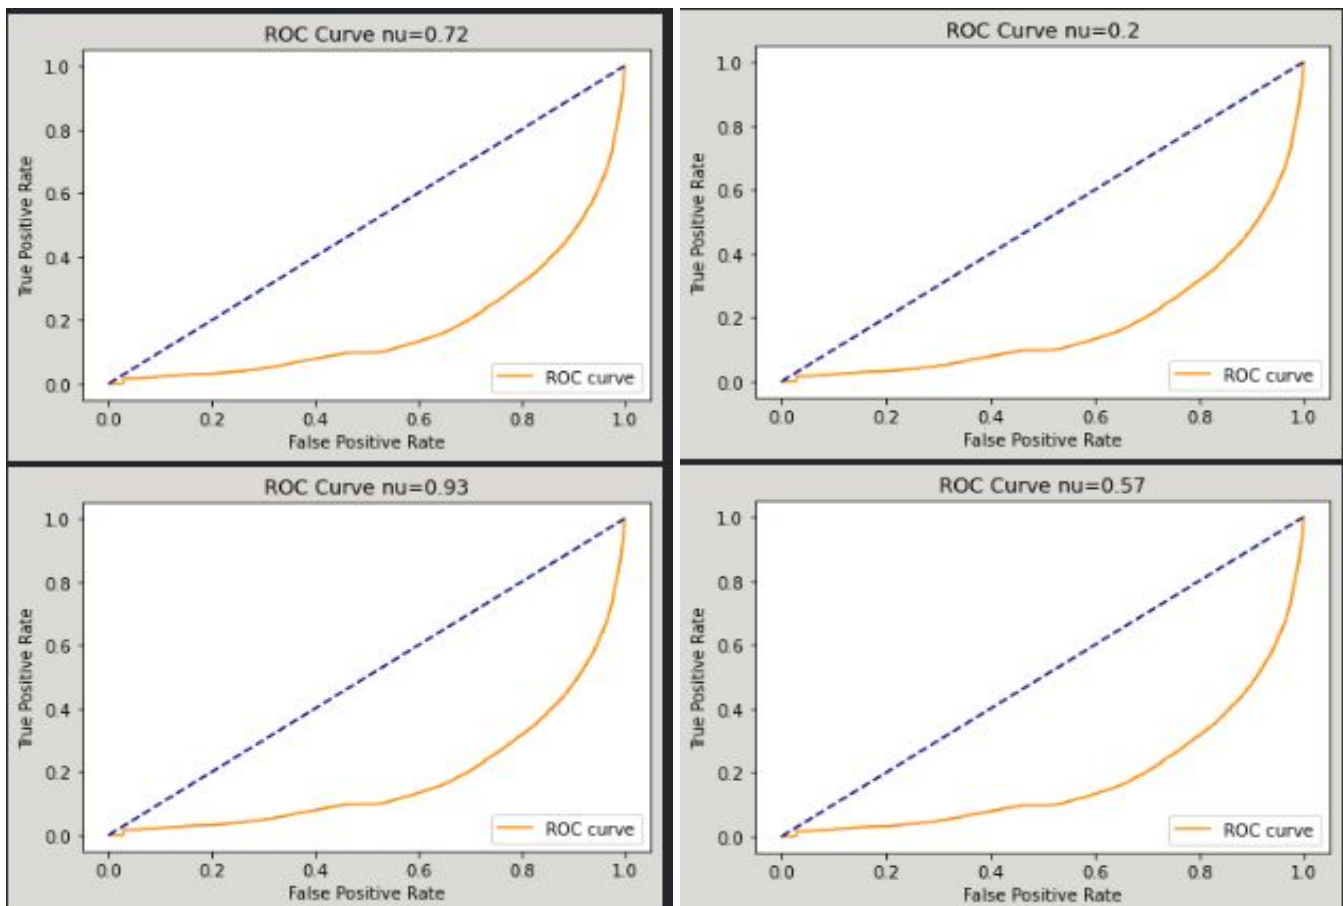 ROC Curve nu=0.72
True Positive Rate
1.0
0.8
0.6
0.4
0.2
0.0
ROC curve
0.0 0.2 0.4 0.6 0.8 1.0
False Positive Rate
ROC Curve nu=0.2
True Positive Rate
1.0
0.8
0.6
0.4
0.2
0.0
ROC curve
0.0 0.2 0.4 0.6 0.8 1.0
False Positive Rate
ROC Curve nu=0.93
True Positive Rate
1.0
0.8
0.6
0.4
0.2
0.0
ROC curve
0.0 0.2 0.4 0.6 0.8 1.0
False Positive Rate
ROC Curve nu=0.57
True Positive Rate
1.0
0.8
0.6
0.4
0.2
0.0
ROC curve
0.0 0.2 0.4 0.6 0.8 1.0
False Positive Rate